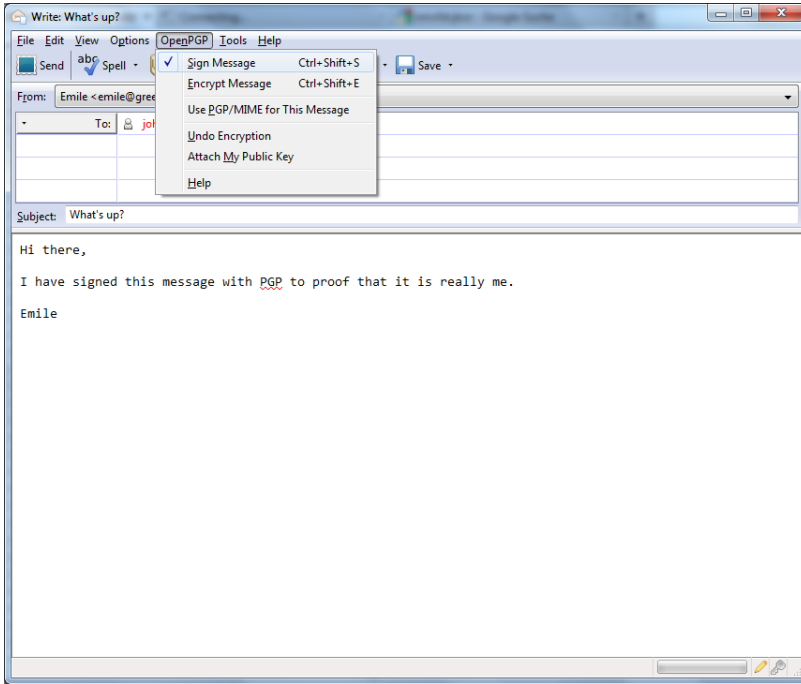 Write: What's up?
File Edit View Options OpenPGP Tools Help
Send abc Spell Save
Sign Message Ctrl+Shift+S
Encrypt Message Ctrl+Shift+E
Use PGP/MIME for This Message
Undo Encryption
Attach My Public Key
Help
From: Emile <emile@gree
To: joh
Subject: What's up?
Hi there,
I have signed this message with PGP to proof that it is really me.
Emile